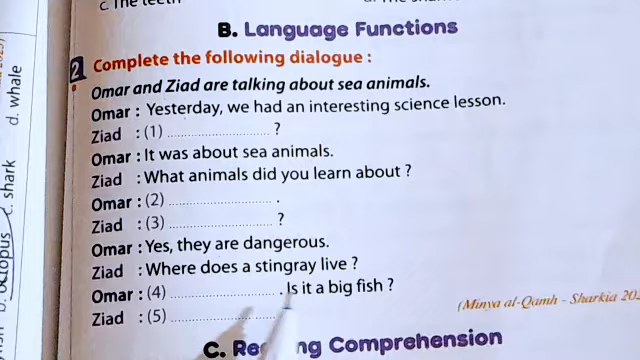 c. The teeth
B. Language Functions
2 Complete the following dialogue :
Omar and Ziad are talking about sea animals.
Omar : Yesterday, we had an interesting science lesson.
Ziad : (1) ........................... ?
Omar : It was about sea animals.
Ziad : What animals did you learn about ?
Omar : (2) ........................... .
Ziad : (3) ........................... ?
Omar : Yes, they are dangerous.
Ziad : Where does a stingray live ?
Omar : (4) ........................... . Is it a big fish ?
Ziad : (5) ...........................
(Minya al-Qamh - Sharkia
C. Comprehension
d. whale
c. shark
b. octopus